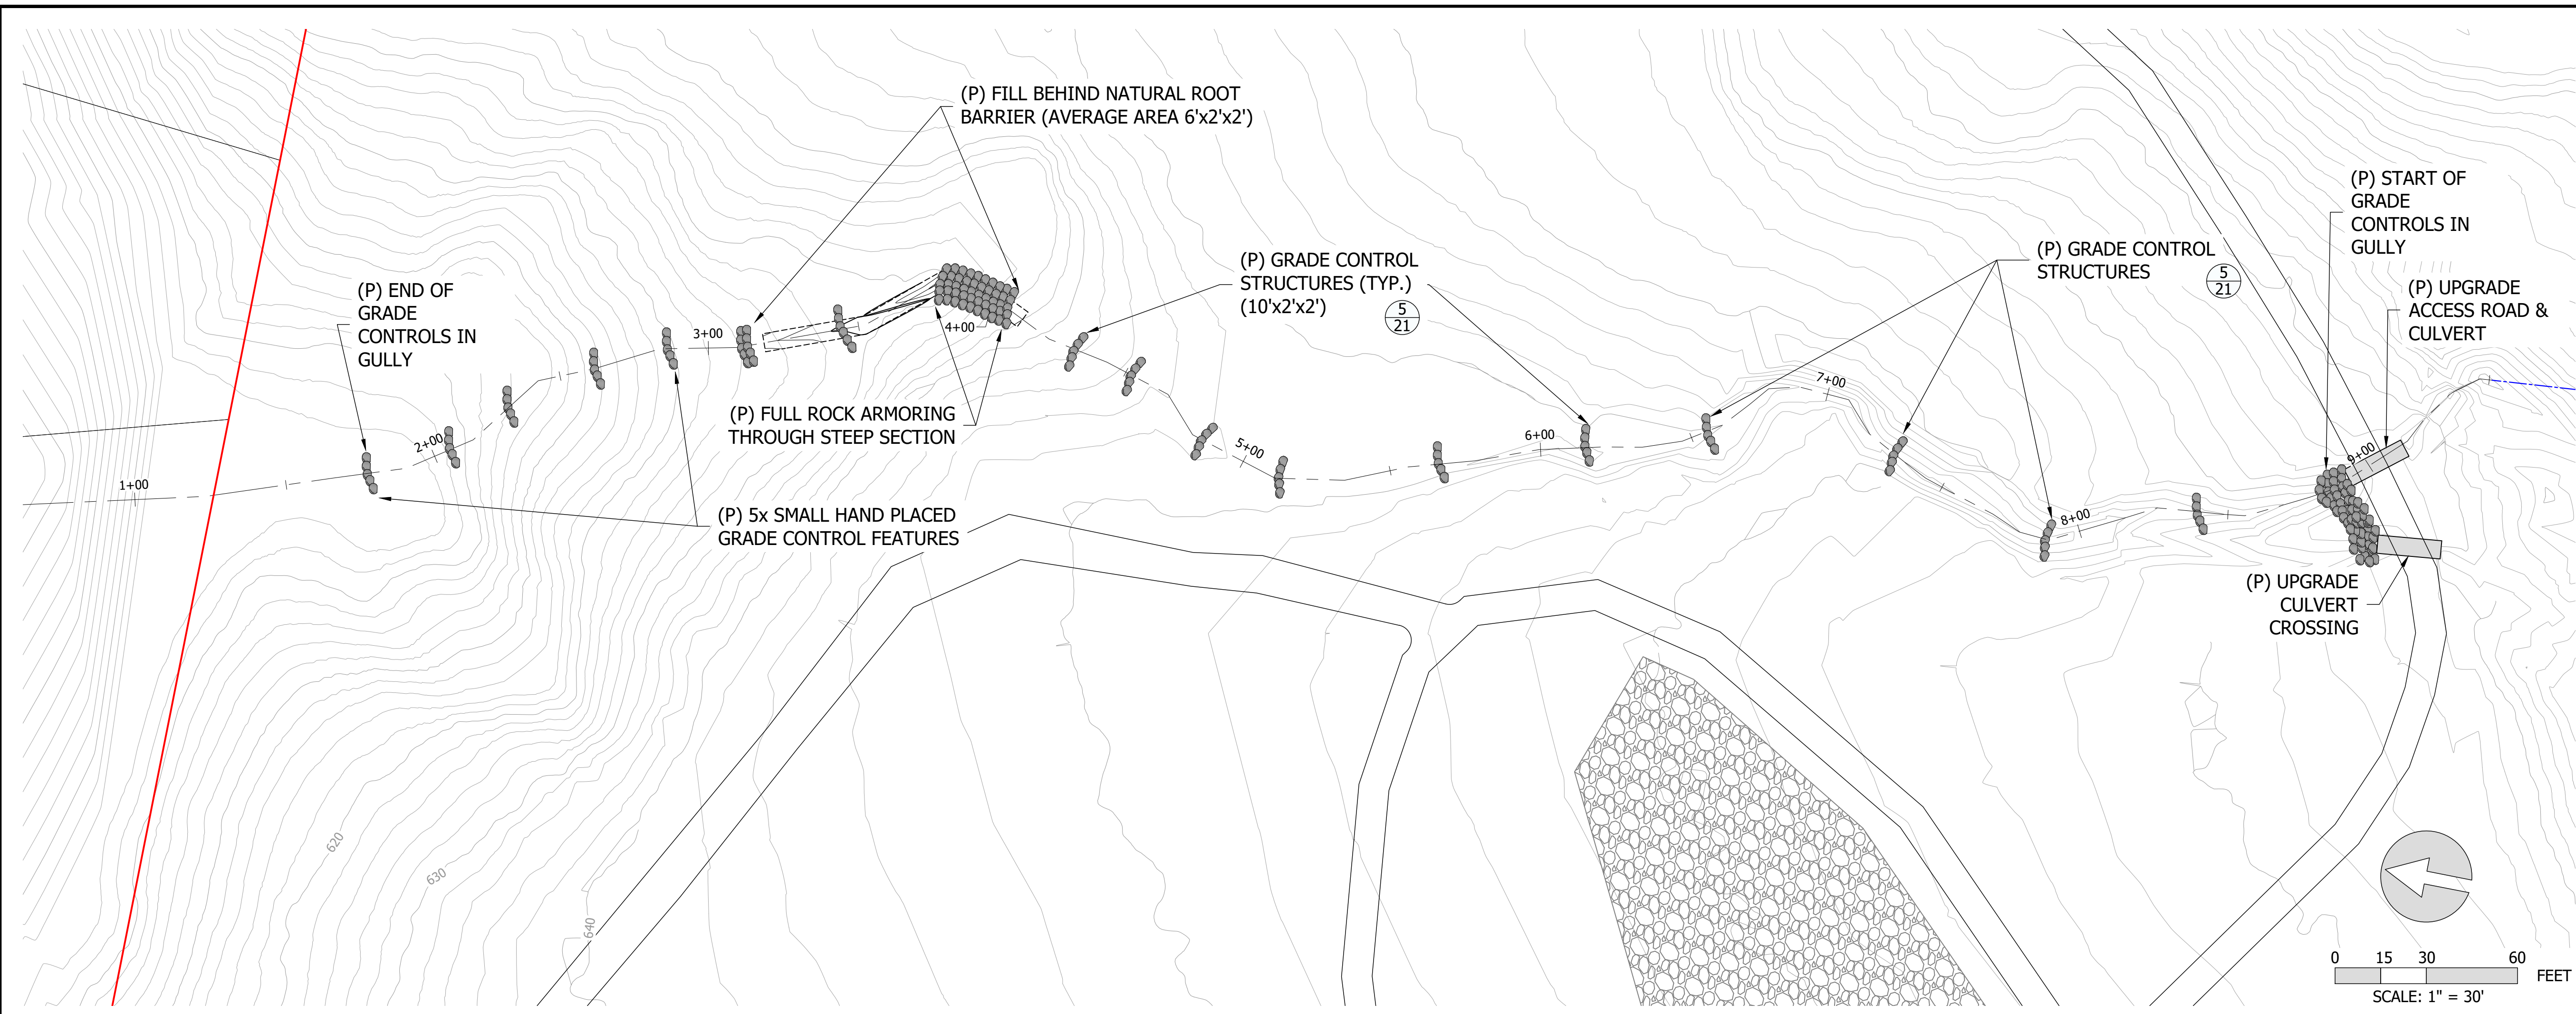 (P) FILL BEHIND NATURAL ROOT
BARRIER (AVERAGE AREA 6'x2'x2')
(P) START OF
GRADE
CONTROLS IN
GULLY
(P) GRADE CONTROL
STRUCTURES
5
21
(P) GRADE CONTROL
STRUCTURES (TYP.)
(10'x2'x2')
5
21
(P) END OF
GRADE
CONTROLS IN
GULLY
(P) UPGRADE
ACCESS ROAD &
CULVERT
(P) FULL ROCK ARMORING
THROUGH STEEP SECTION
(P) 5x SMALL HAND PLACED
GRADE CONTROL FEATURES
(P) UPGRADE
CULVERT
CROSSING
1+00
2+00
3+00
4+00
5+00
6+00
7+00
8+00
9+00
620
630
640
0 15 30 60
FEET
SCALE: 1" = 30'